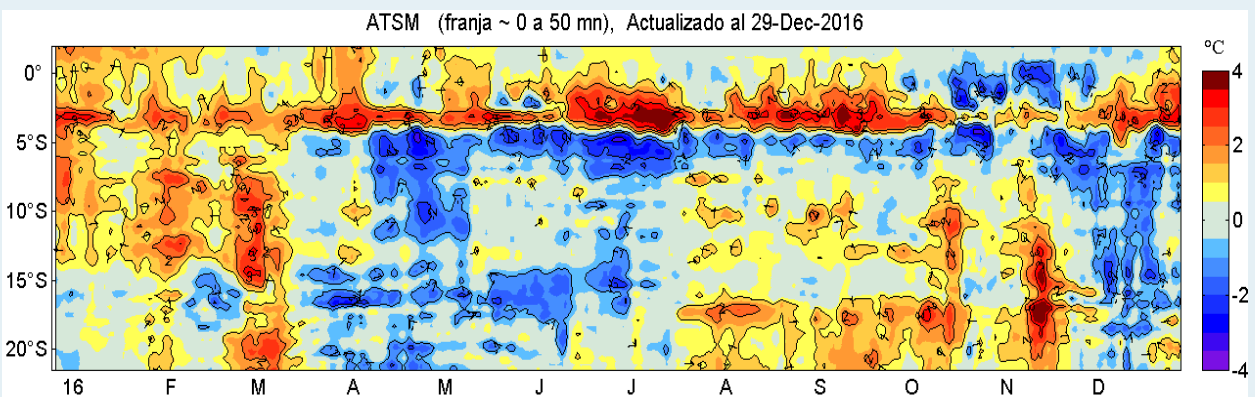 ATSM (franja ~ 0 a 50 mn), Actualizado al 29-Dec-2016
°C
0°
5°S
10°S
15°S
20°S
16 F M A M J J A S O N D
4
2
0
-2
-4